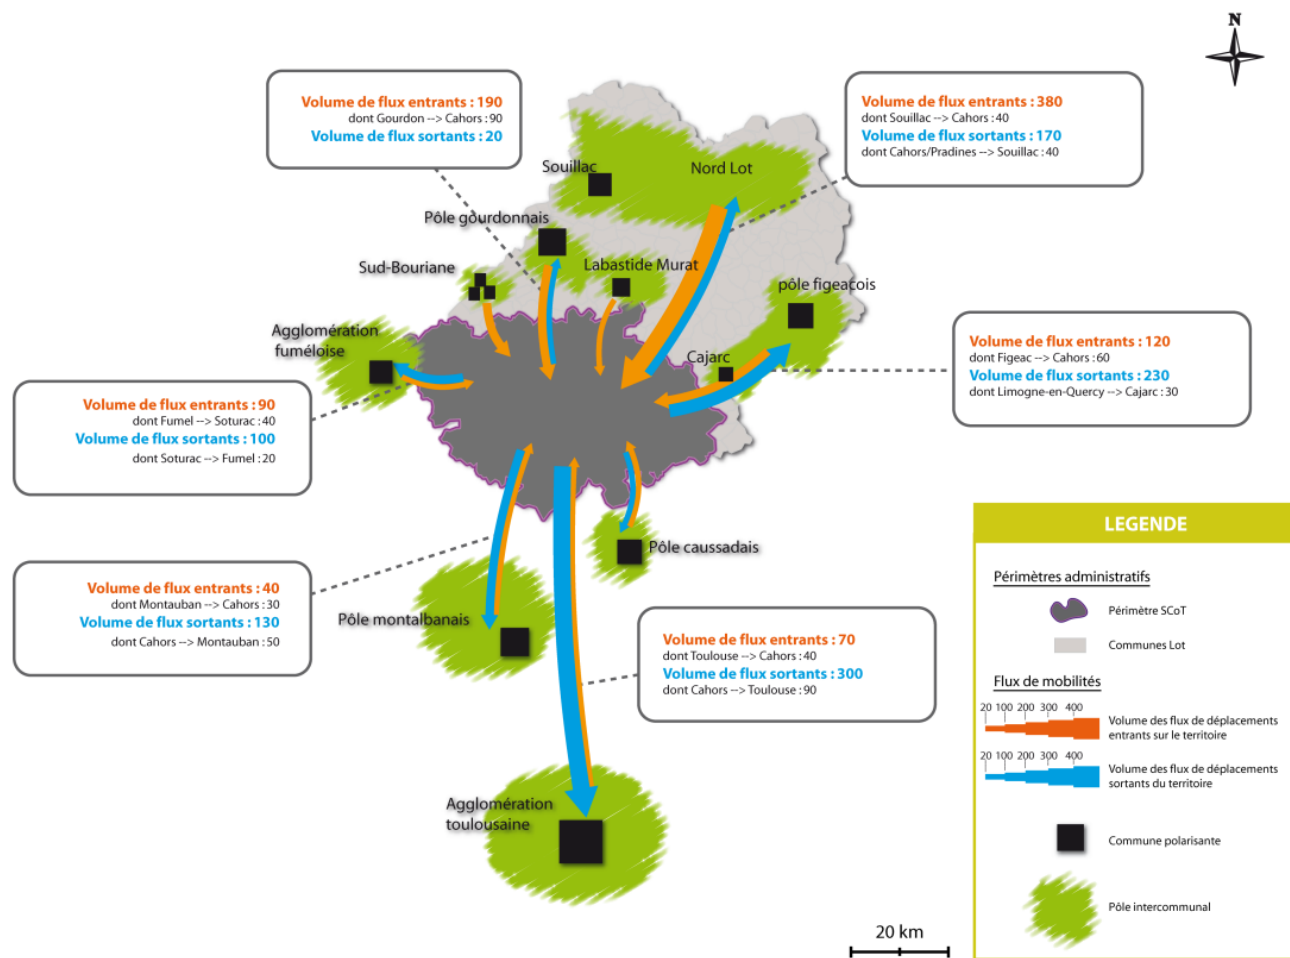 N
Volume de flux entrants : 190
dont Gourdon --> Cahors : 90
Volume de flux sortants : 20
Volume de flux entrants : 380
dont Souillac --> Cahors : 40
Volume de flux sortants : 170
dont Cahors/Pradines --> Souillac : 40
Souillac
Nord Lot
Pôle gourdonnais
Sud-Bouriane
Labastide Murat
pôle figeacois
Agglomération
fuméloise
Cajarc
Volume de flux entrants : 120
dont Figeac --> Cahors : 60
Volume de flux sortants : 230
dont Limogne-en-Quercy --> Cajarc : 30
Volume de flux entrants : 90
dont Fumel --> Soturac : 40
Volume de flux sortants : 100
dont Soturac --> Fumel : 20
Pôle caussadais
Volume de flux entrants : 40
dont Montauban --> Cahors : 30
Volume de flux sortants : 130
dont Cahors --> Montauban : 50
Pôle montalbanais
Volume de flux entrants : 70
dont Toulouse --> Cahors : 40
Volume de flux sortants : 300
dont Cahors --> Toulouse : 90
Agglomération
toulousaine
LEGENDE
Périmètres administratifs
Périmètre SCoT
Communes Lot
Flux de mobilités
20 100 200 300 400
Volume des flux de déplacements
entrants sur le territoire
20 100 200 300 400
Volume des flux de déplacements
sortants du territoire
Commune polarisante
Pôle intercommunal
20 km